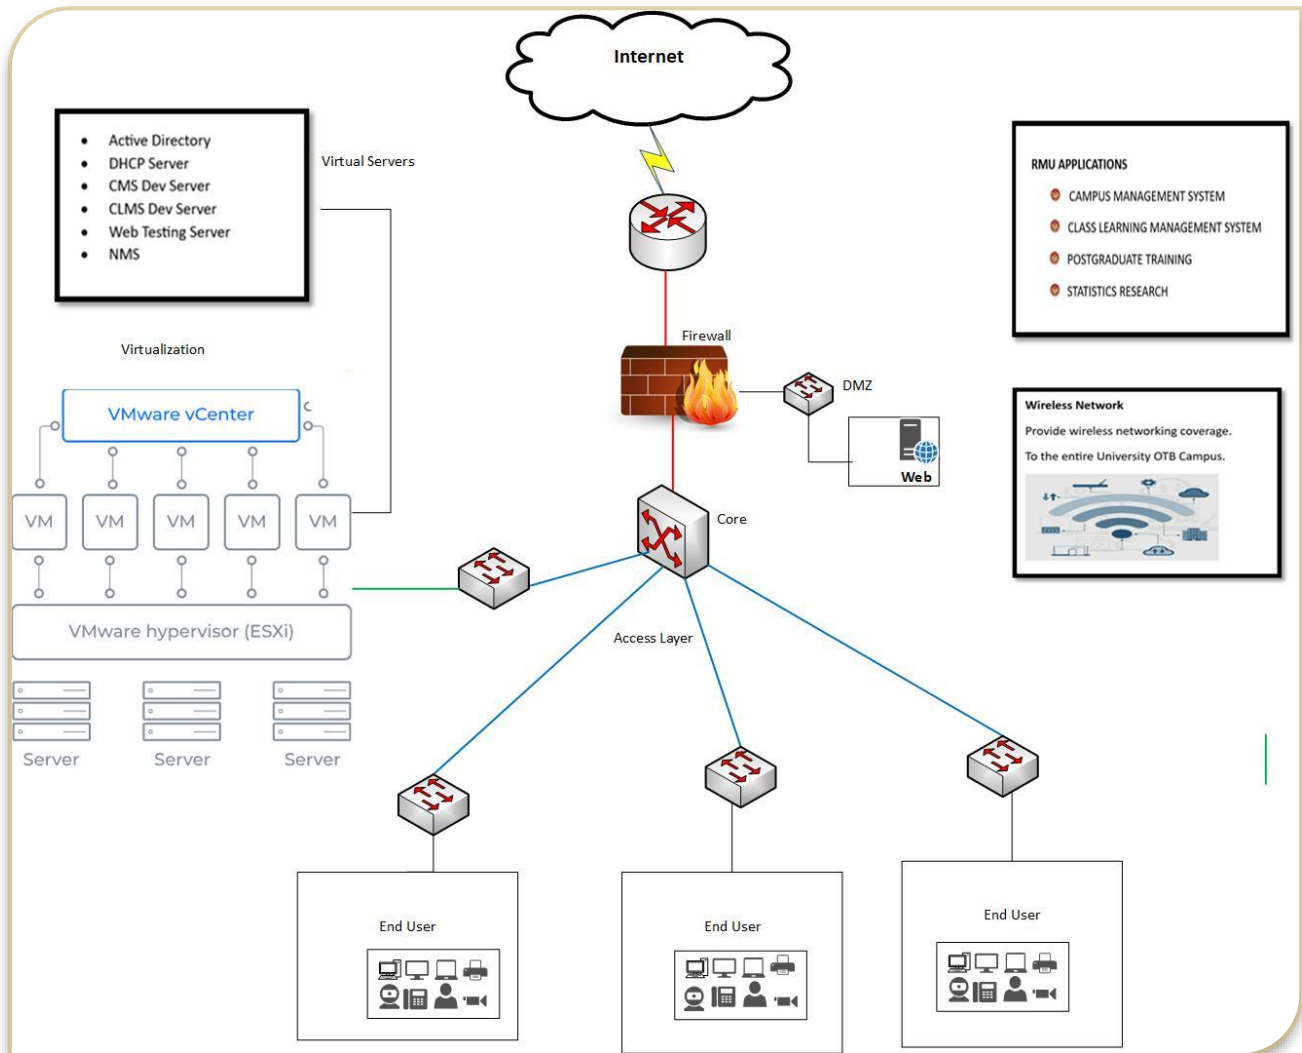 Internet
Active Directory
DHCP Server
CMS Dev Server
CLMS Dev Server
Web Testing Server
NMS
Virtual Servers
RMU APPLICATIONS
CAMPUS MANAGEMENT SYSTEM
CLASS LEARNING MANAGEMENT SYSTEM
POSTGRADUATE TRAINING
STATISTICS RESEARCH
Firewall
Virtualization
DMZ
VMware vCenter
Web
Wireless Network
Provide wireless networking coverage.
To the entire University OTB Campus.
VM
VM
VM
VM
VM
Core
VMware hypervisor (ESXi)
Access Layer
Server
Server
Server
End User
End User
End User